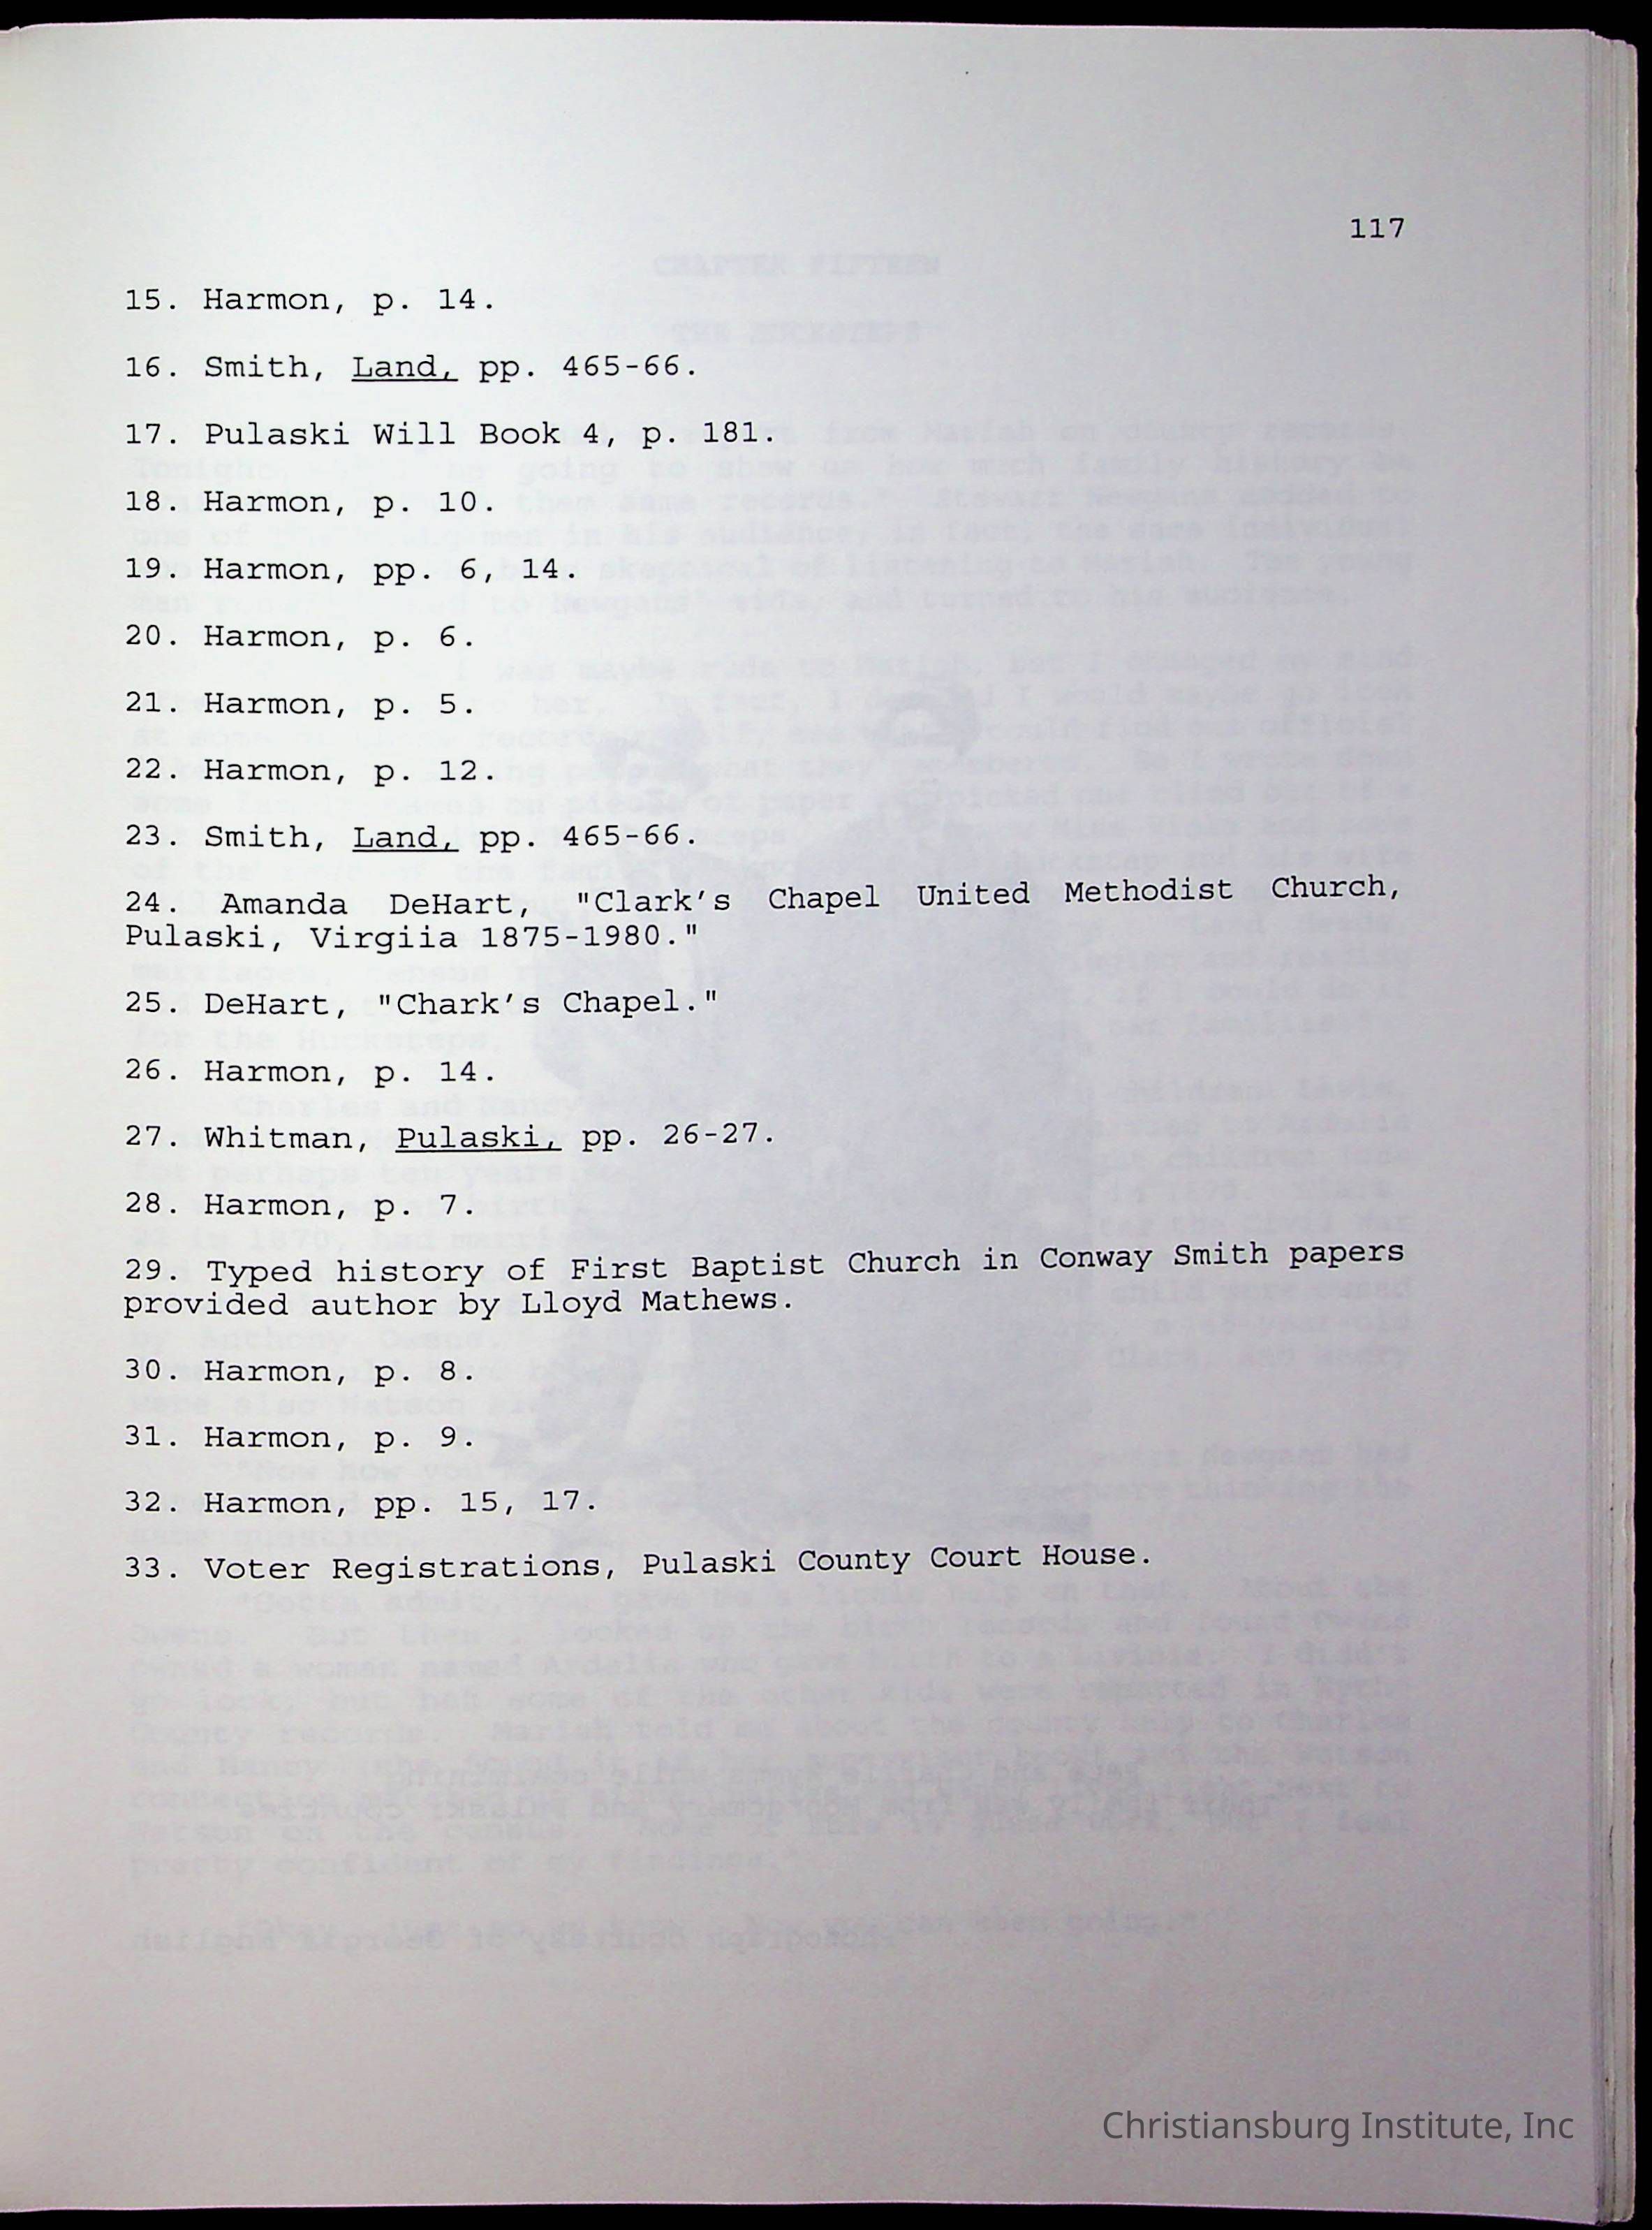 117
15. Harmon, p. 14.
16. Smith, Land, pp. 465-66.
17. Pulaski Will Book 4, p. 181.
18. Harmon, p. 10.
19. Harmon, pp. 6, 14.
20. Harmon, p. 6.
21. Harmon, p. 5.
22. Harmon, p. 12.
23. Smith, Land, pp. 465-66.
24. Amanda DeHart, "Clark's Chapel United Methodist Church,
Pulaski, Virgiia 1875-1980."
25. DeHart, "Chark's Chapel."
26. Harmon, p. 14.
27. Whitman, Pulaski, pp. 26-27.
28. Harmon, p. 7.
29. Typed history of First Baptist Church in Conway Smith papers
provided author by Lloyd Mathews.
30. Harmon, p. 8.
31. Harmon, p. 9.
32. Harmon, pp. 15, 17.
33. Voter Registrations, Pulaski County Court House.
Christiansburg Institute, Inc